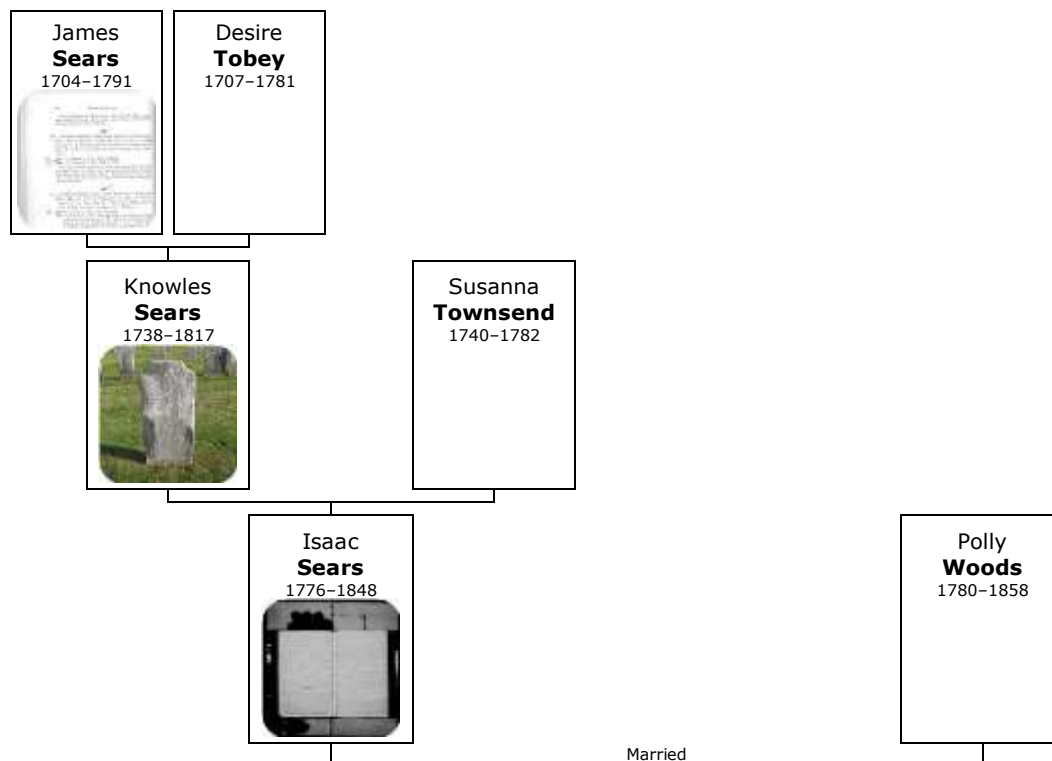 James
Sears
1704–1791
Desire
Tobey
1707–1781
Knowles
Sears
1738–1817
Susanna
Townsend
1740–1782
Isaac
Sears
1776–1848
Polly
Woods
1780–1858
Married